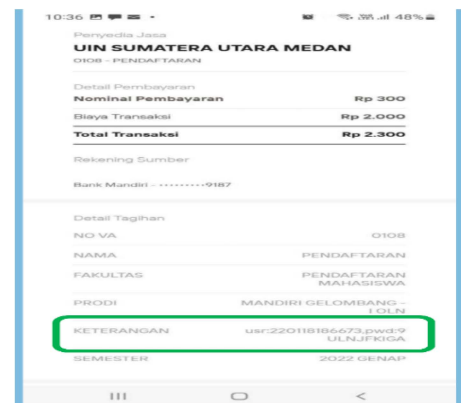 10:36
48%
Penyedia Jasa
UIN SUMATERA UTARA MEDAN
0108 - PENDAFTARAN
Detail Pembayaran
Nominal Pembayaran Rp 300
Biaya Transaksi Rp 2.000
Total Transaksi Rp 2.300
Rekening Sumber
Bank Mandiri - ·········9187
Detail Tagihan
NO VA 0108
NAMA PENDAFTARAN
FAKULTAS PENDAFTARAN
MAHASISWA
PRODI MANDIRI GELOMBANG -
I OLN
KETERANGAN usr:220118186673,pwd:9
ULNJFKIGA
SEMESTER 2022 GENAP